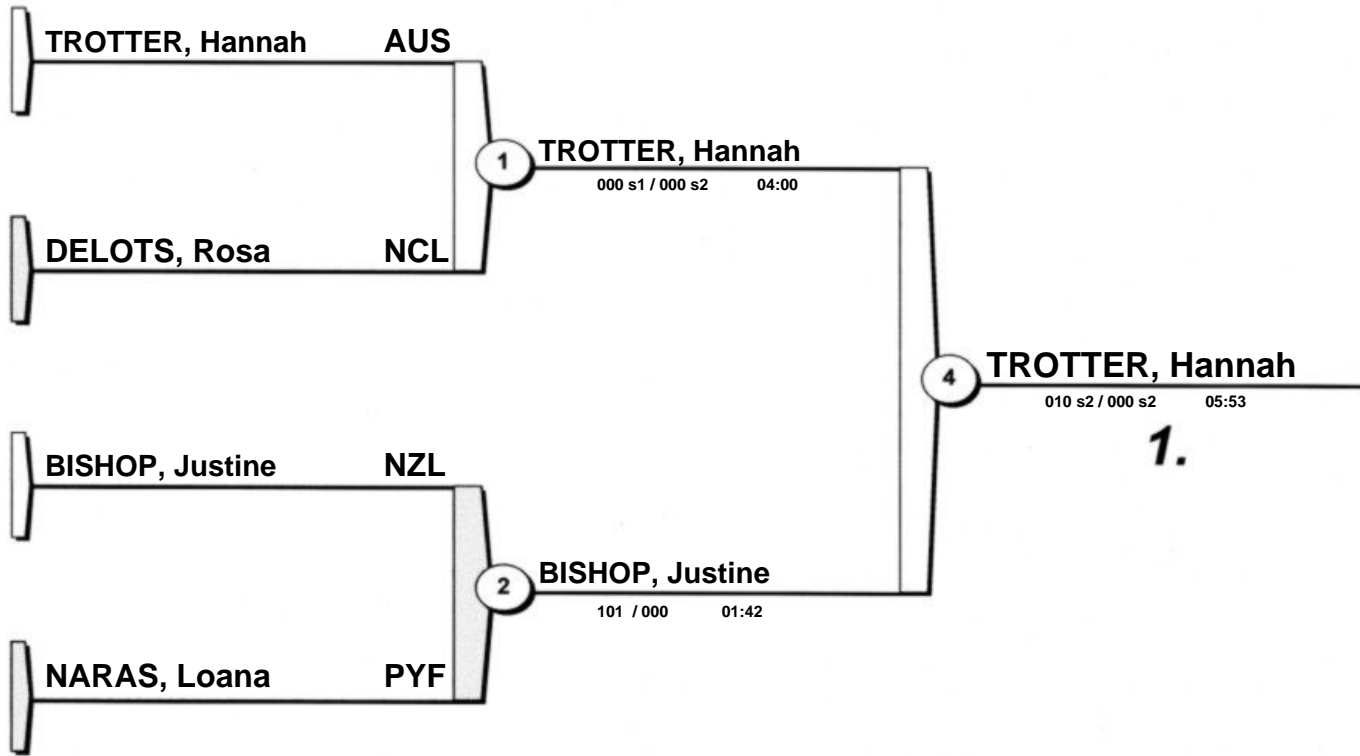 TROTTER, Hannah AUS
1
TROTTER, Hannah
000 s1 / 000 s2 04:00
DELOTS, Rosa NCL
4
TROTTER, Hannah
010 s2 / 000 s2 05:53
1.
BISHOP, Justine NZL
2
BISHOP, Justine
101 / 000 01:42
NARAS, Loana PYF